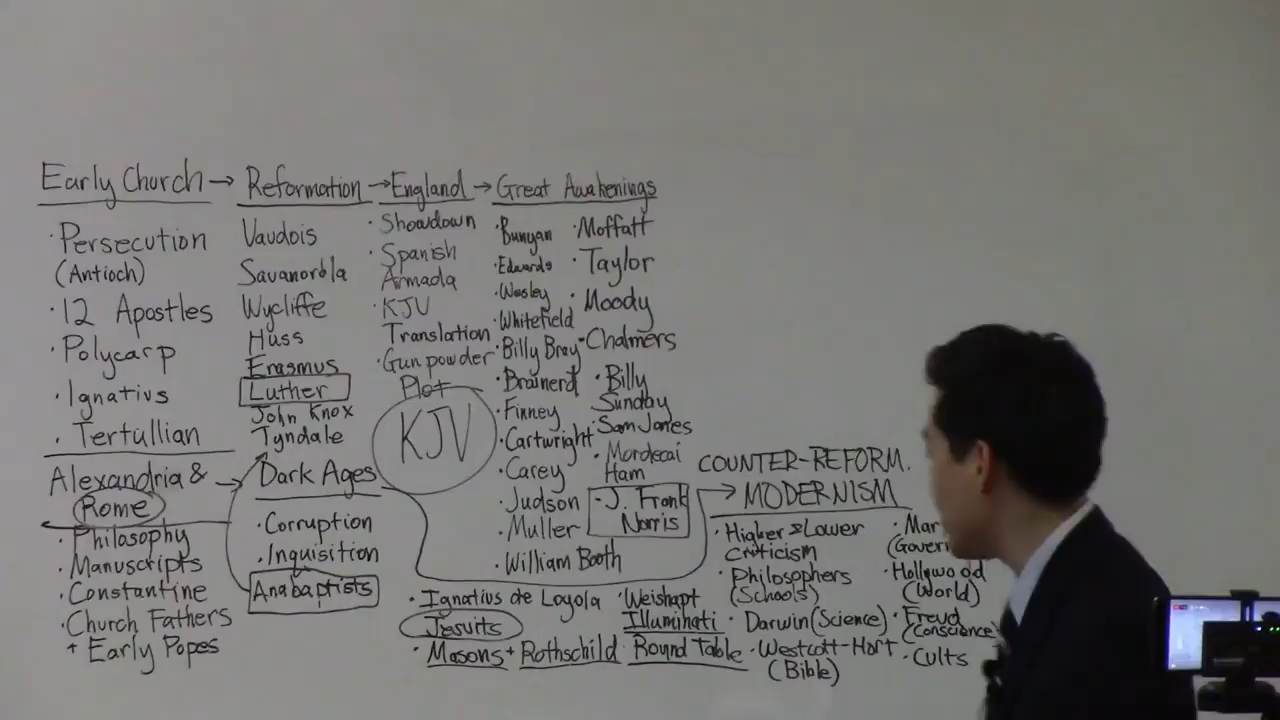 Early Church →
· Persecution
(Antioch)
· 12 Apostles
· Polycarp
· Ignatius
· Tertullian
Alexandria & →
Rome
· Philosophy
· Manuscripts
· Constantine
· Church Fathers
+ Early Popes
Reformation →
Vaudois
Savanorola
Wycliffe
Huss
Erasmus
Luther
John Knox
Tyndale
Dark Ages
· Corruption
· Inquisition
Anabaptists
England →
· Showdown
· Spanish
Armada
· KJV
Translation
· Gunpowder
Plot
KJV
Great Awakenings
· Bunyan
· Edwards
· Wesley
· Whitefield
· Billy Bray
· Brainerd
· Finney
· Cartwright
· Carey
· Judson
· Muller
· William Booth
· Moffatt
· Taylor
· Moody
· Chalmers
· Billy
Sunday
· Sam Jones
· Mordecai
Ham
- J. Frank
Norris
· Ignatius de Loyola
Jesuits
· Masons + Rothschild
· Weishapt
Illuminati
Round Table
COUNTER-REFORM.
→ MODERNISM
· Higher & Lower
Criticism
· Philosophers
(Schools)
· Darwin (Science)
· Westcott-Hort
(Bible)
· Hollywood
(World)
· Freud
(Conscience)
· Cults